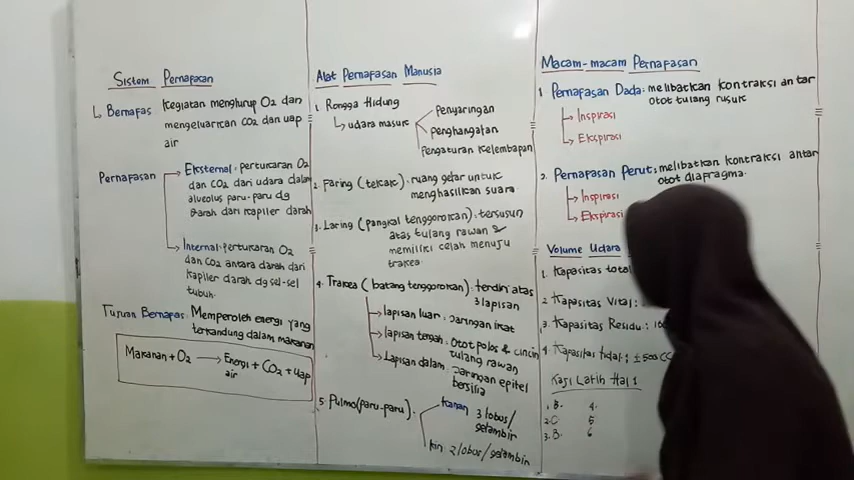 Sistem Pernapasan
Bernafas Kegiatan menghirup O2 dan
mengeluarkan CO2 dan uap
air
Pernapasan
Eksternal: pertukaran O2
dan CO2 dari udara dalam
alveolus paru-paru dg
darah dari kapiler darah
Internal: pertukaran O2
dan CO2 antara darah dari
kapiler darah dg sel-sel
tubuh.
Tujuan Bernapas: Memperoleh energi yang
terkandung dalam makanan
Makanan + O2 → Energi + CO2 + uap
air
Alat Pernapasan Manusia
1. Rongga Hidung
udara masuk
Penyaringan
Penghangatan
Pengaturan Kelembapan
2. Faring (tekak): ruang getar untuk
menghasilkan suara
3. Laring (pangkal tenggorokan): tersusun
atas tulang rawan &
memiliki celah menuju
trakea
4. Trakea (batang tenggorokan): terdiri atas
3 lapisan
lapisan luar: Jaringan ikat
lapisan tengah: Otot polos & cincin
tulang rawan
Lapisan dalam: Jaringan epitel
bersilia
5. Pulmo (paru-paru):
kanan 3 lobus/
gelambir
kiri 2 lobus/gelambir
Macam-macam Pernapasan
1 Pernapasan Dada: melibatkan kontraksi antar
otot tulang rusuk
Inspirasi
Ekspirasi
2. Pernapasan Perut: melibatkan kontraksi antar
otot diafragma.
Inspirasi
Ekspirasi
Volume Udara
1. Kapasitas total
2 Kapasitas Vital:
3. Kapasitas Residu:
4 Kapasitas tidal: ±500 CC
Kasi Latih Hal:
1. B. 4.
2. C 5
3. B. 6